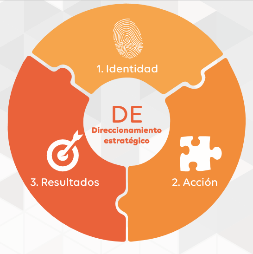 1. Identidad
DE
Direccionamiento
estratégico
3. Resultados
2. Acción